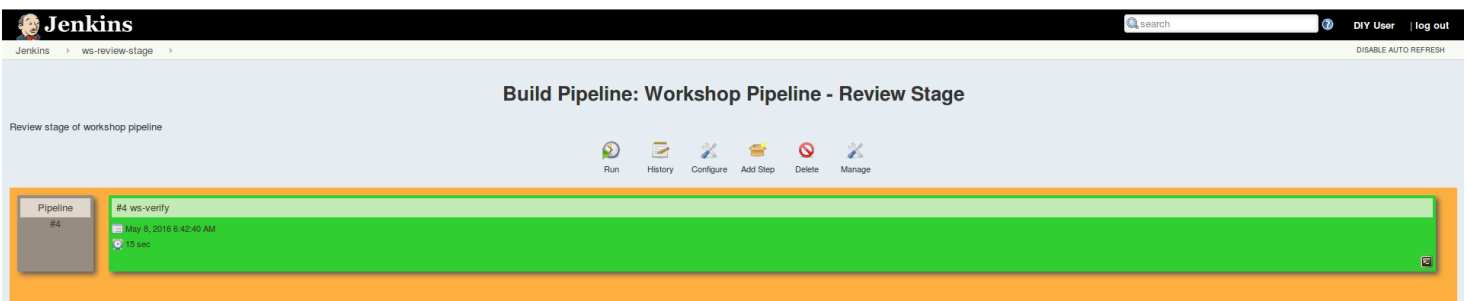 Jenkins
search
DIY User | log out
Jenkins ws-review-stage
DISABLE AUTO REFRESH
Build Pipeline: Workshop Pipeline - Review Stage
Review stage of workshop pipeline
Run History Configure Add Step Delete Manage
Pipeline
#4
#4 ws-verify
May 8, 2016 6:42:40 AM
15 sec